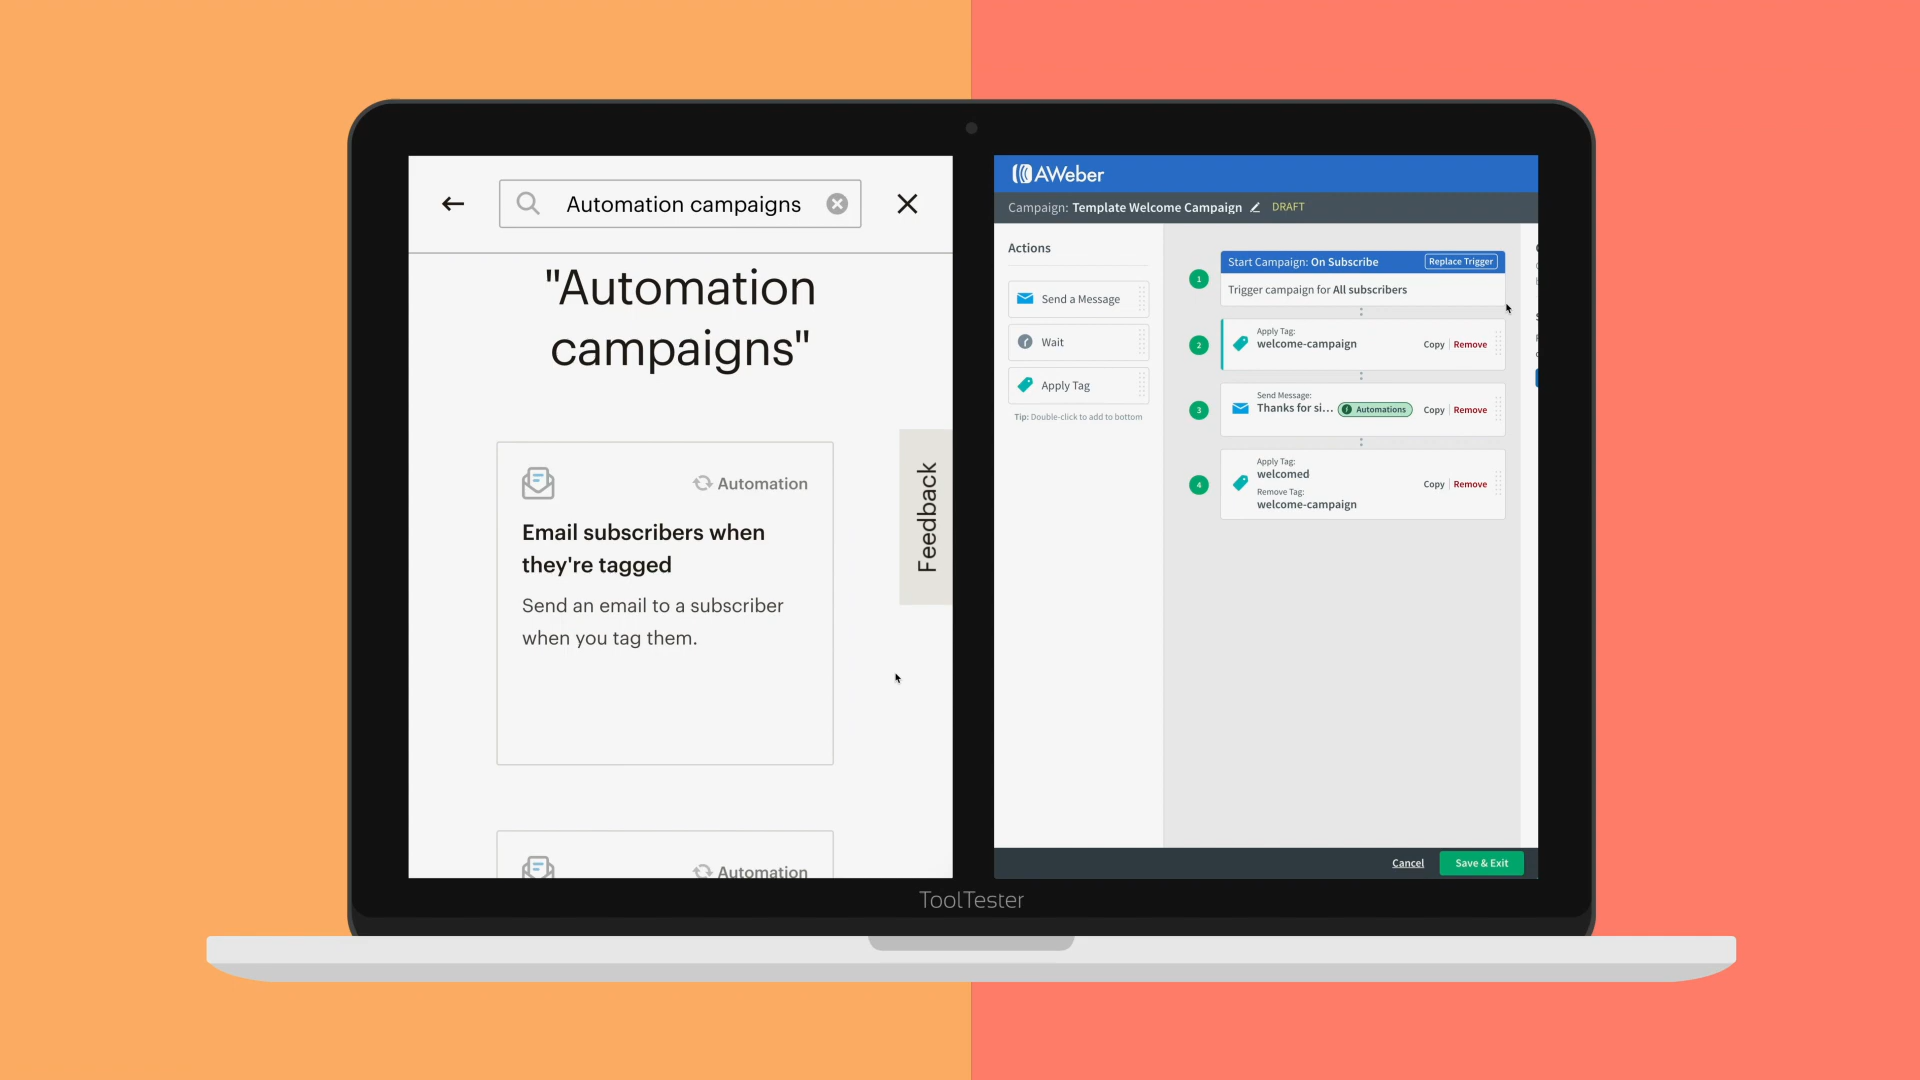 Automation campaigns
"Automation
campaigns"
Automation
Email subscribers when
they're tagged
Send an email to a subscriber
when you tag them.
Feedback
Automation
AWeber
Campaign: Template Welcome Campaign DRAFT
Actions
Send a Message
Wait
Apply Tag
Tip: Double-click to add to bottom
1
Start Campaign: On Subscribe Replace Trigger
Trigger campaign for All subscribers
2
Apply Tag:
welcome-campaign
Copy Remove
3
Send Message:
Thanks for si... Automations
Copy Remove
4
Apply Tag:
welcomed
Remove Tag:
welcome-campaign
Copy Remove
Cancel Save & Exit
ToolTester